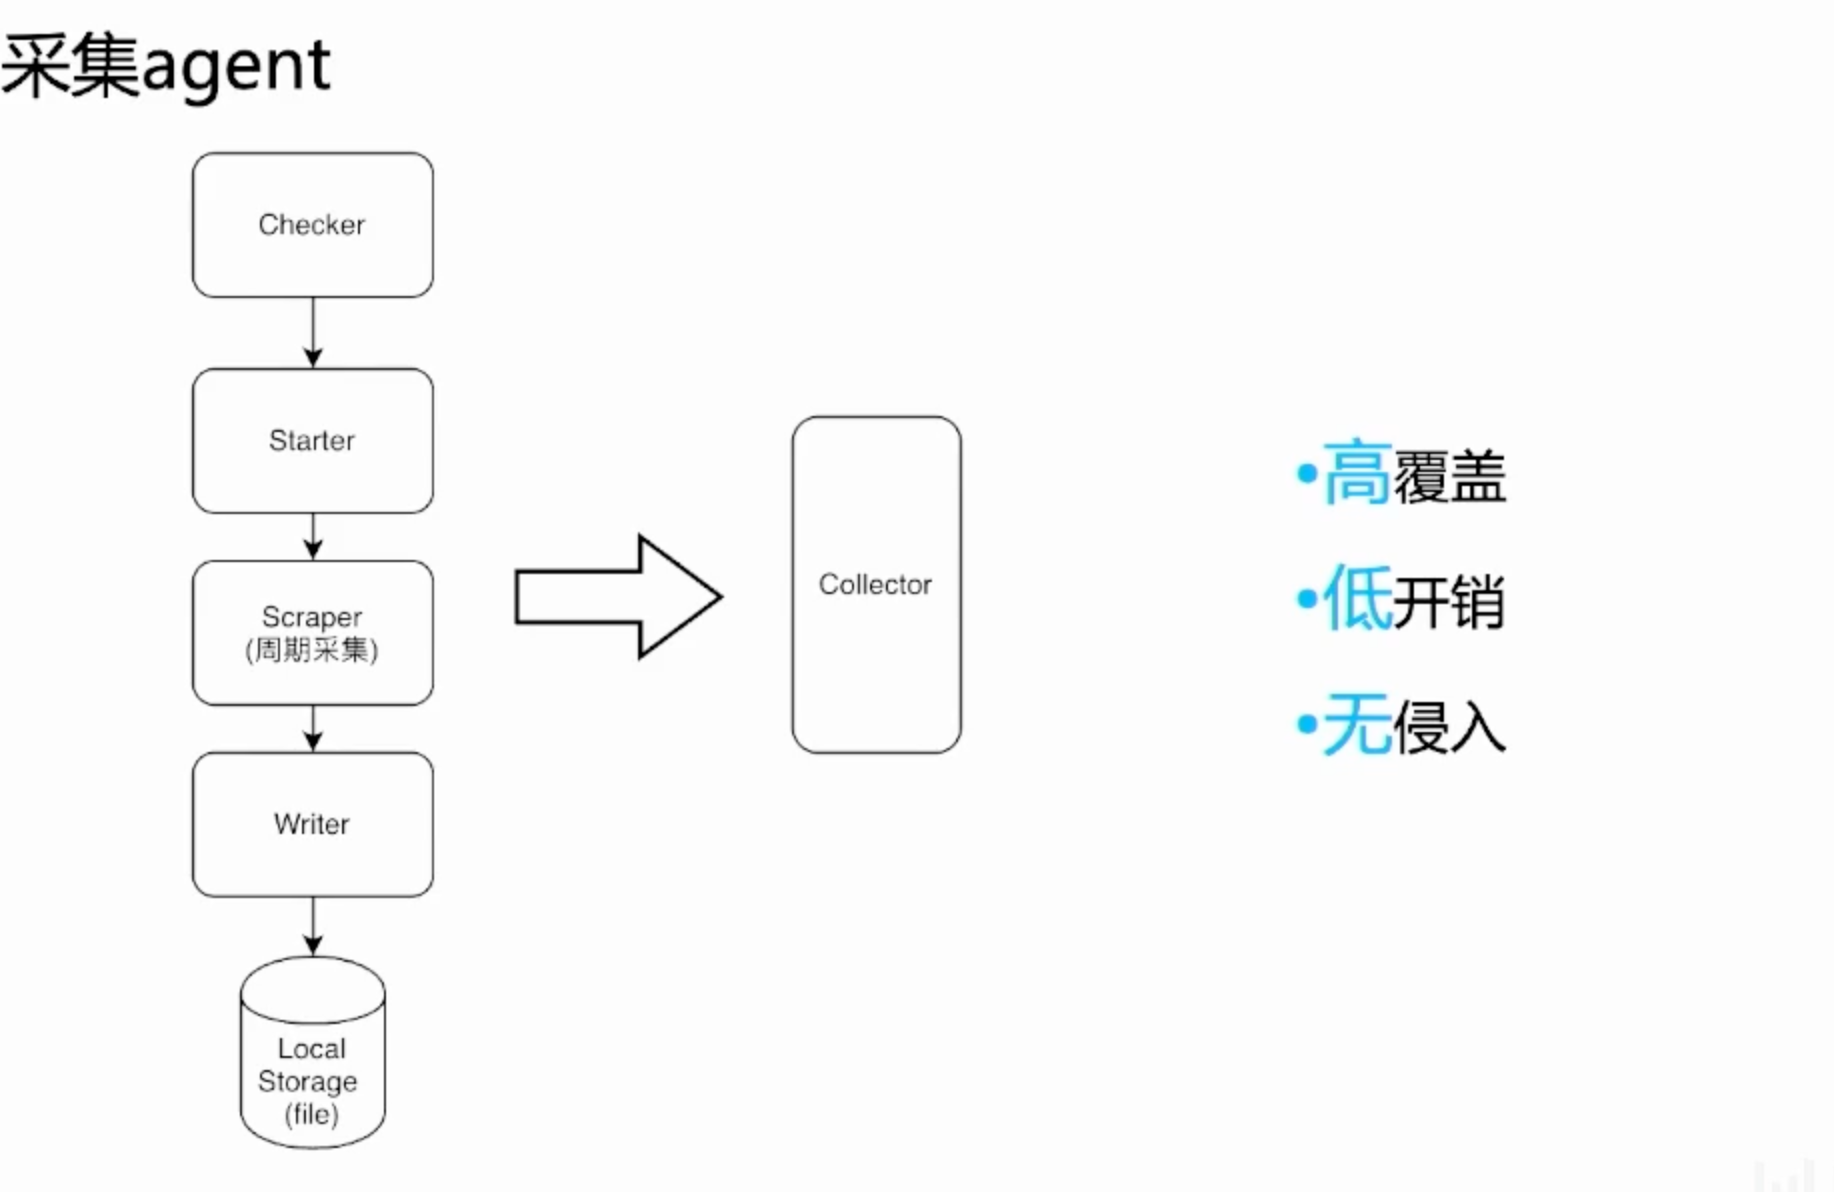 采集agent
Checker
Starter
Scraper
(周期采集)
Writer
Local
Storage
(file)
Collector
•高覆盖
•低开销
•无侵入